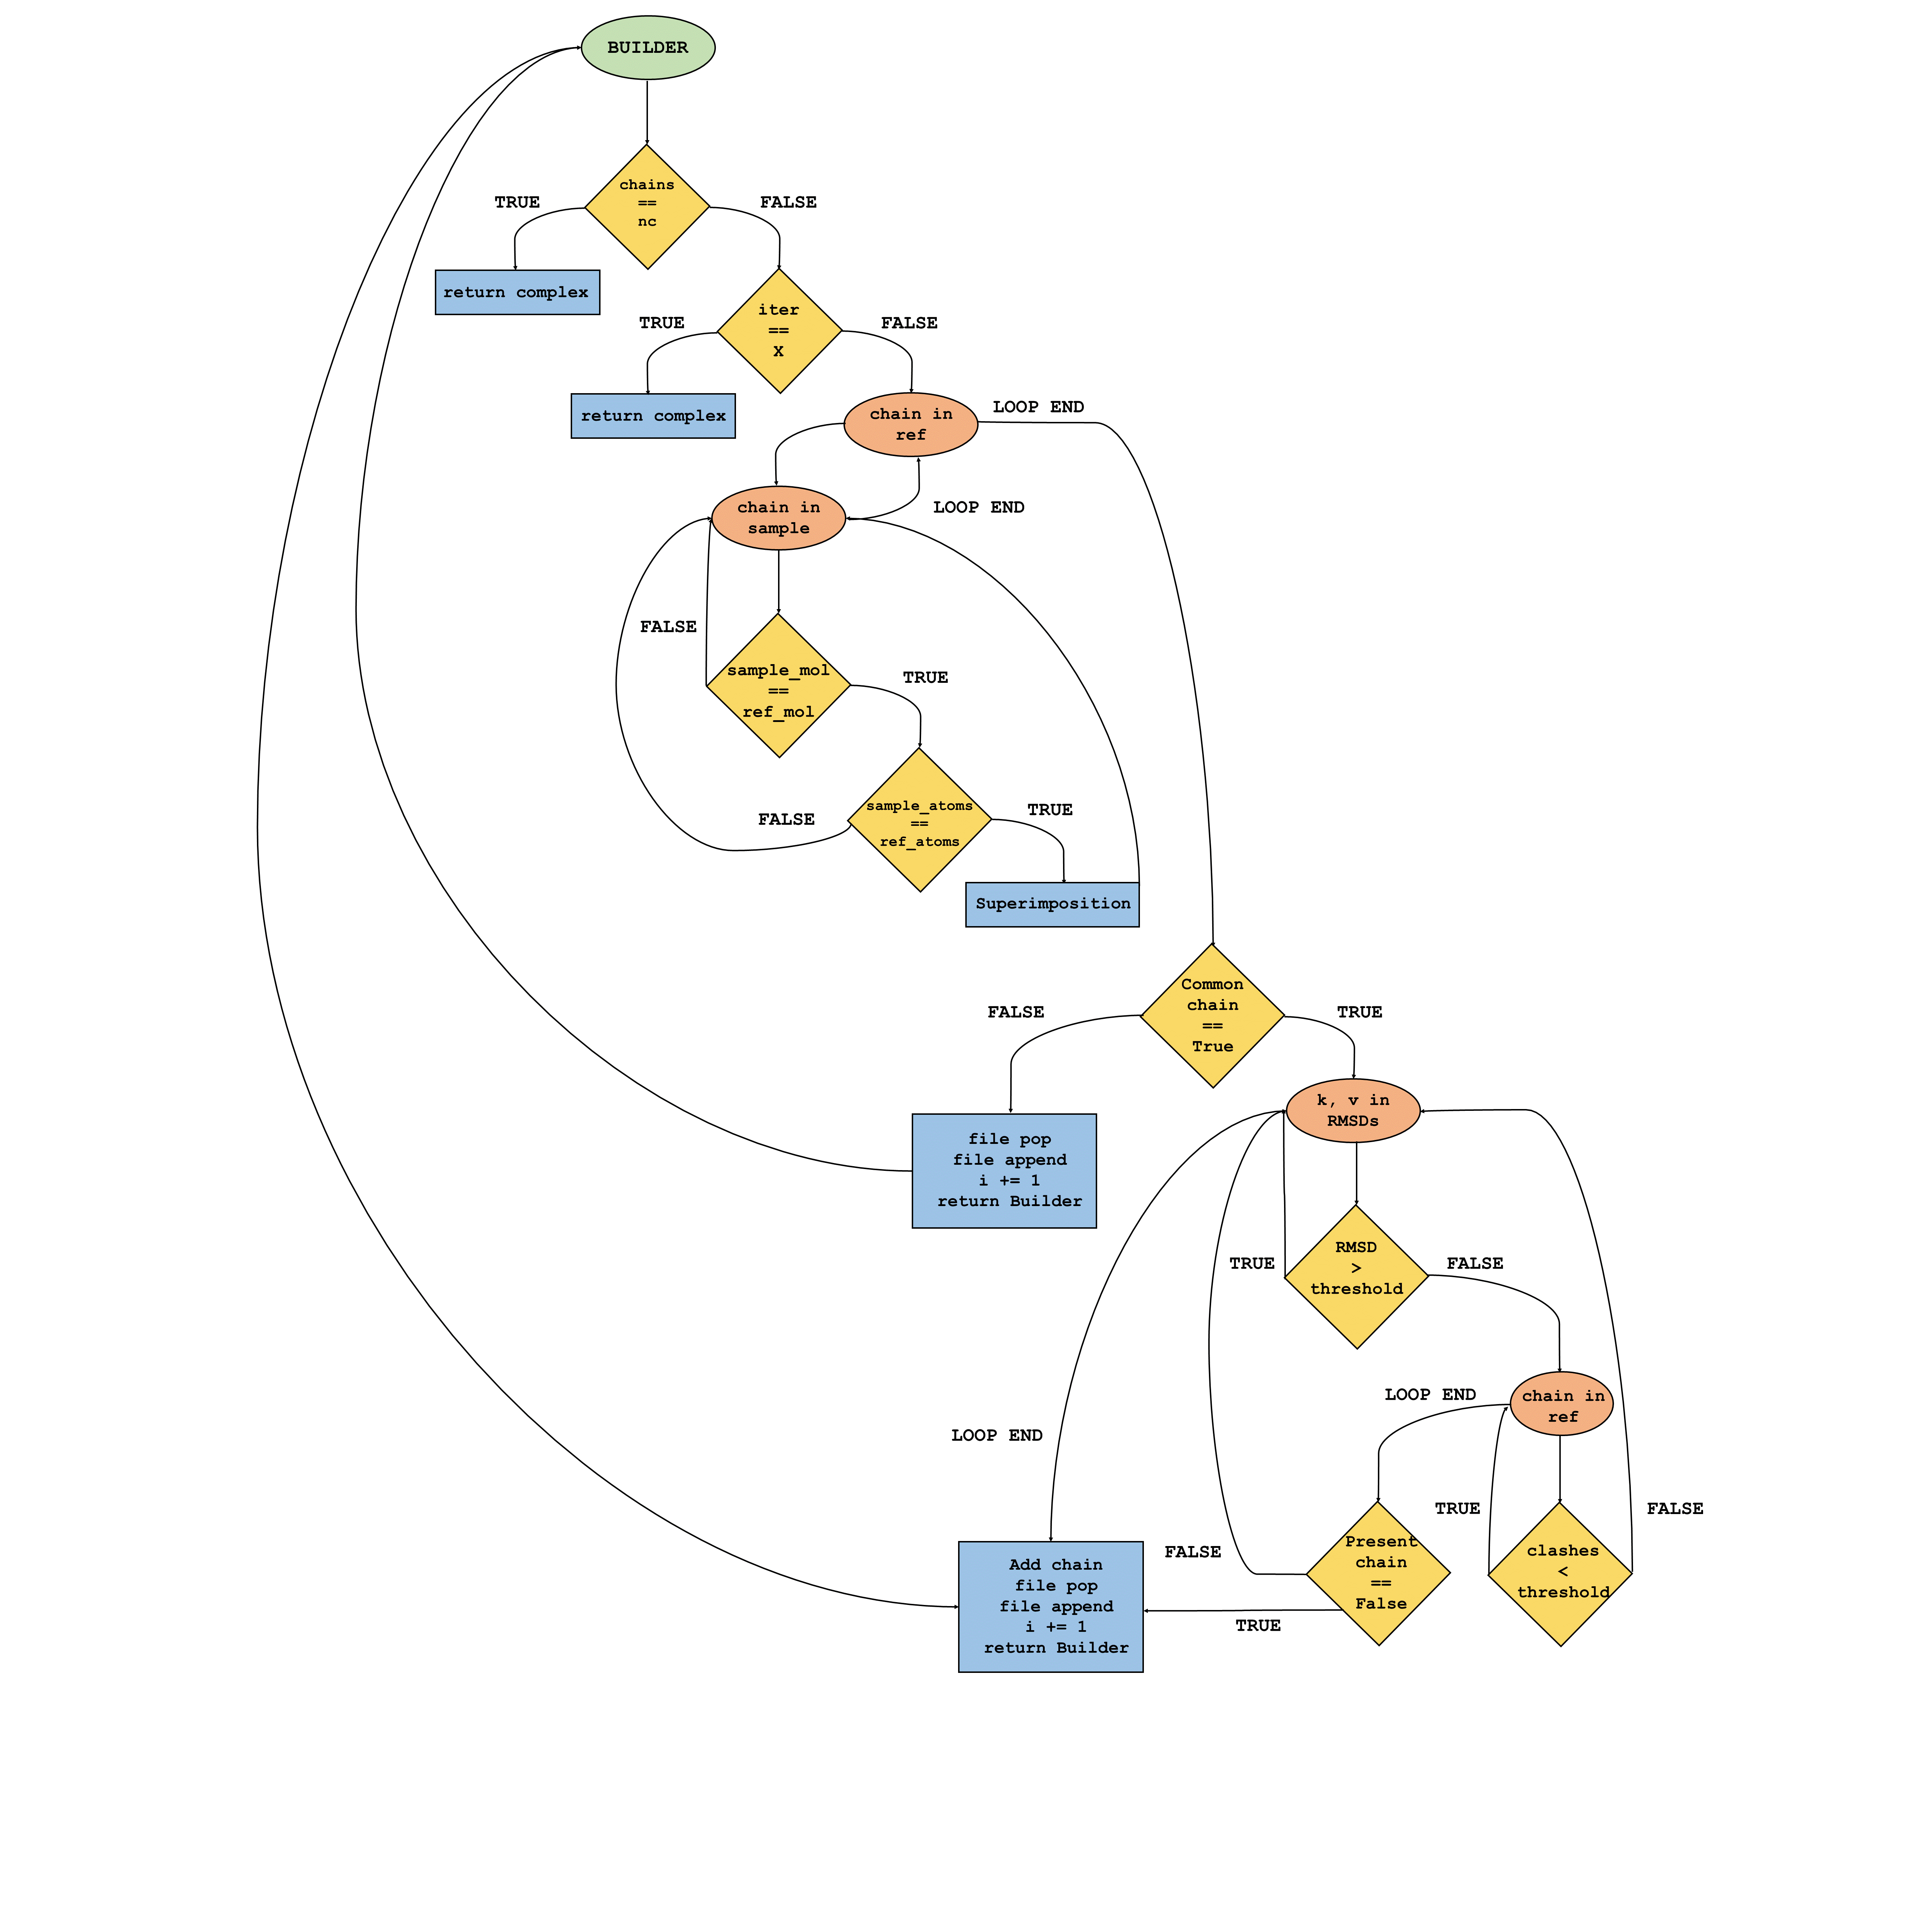 BUILDER
chains
==
nc
TRUE
FALSE
return complex
iter
==
X
TRUE
FALSE
return complex
chain in
ref
LOOP END
chain in
sample
LOOP END
FALSE
sample_mol
==
ref_mol
TRUE
FALSE
sample_atoms
==
ref_atoms
TRUE
Superimposition
Common
chain
==
True
FALSE
TRUE
k, v in
RMSDs
file pop
file append
i += 1
return Builder
TRUE
RMSD
>
threshold
FALSE
LOOP END
chain in
ref
LOOP END
TRUE
FALSE
clashes
<
threshold
FALSE
Present
chain
==
False
TRUE
Add chain
file pop
file append
i += 1
return Builder